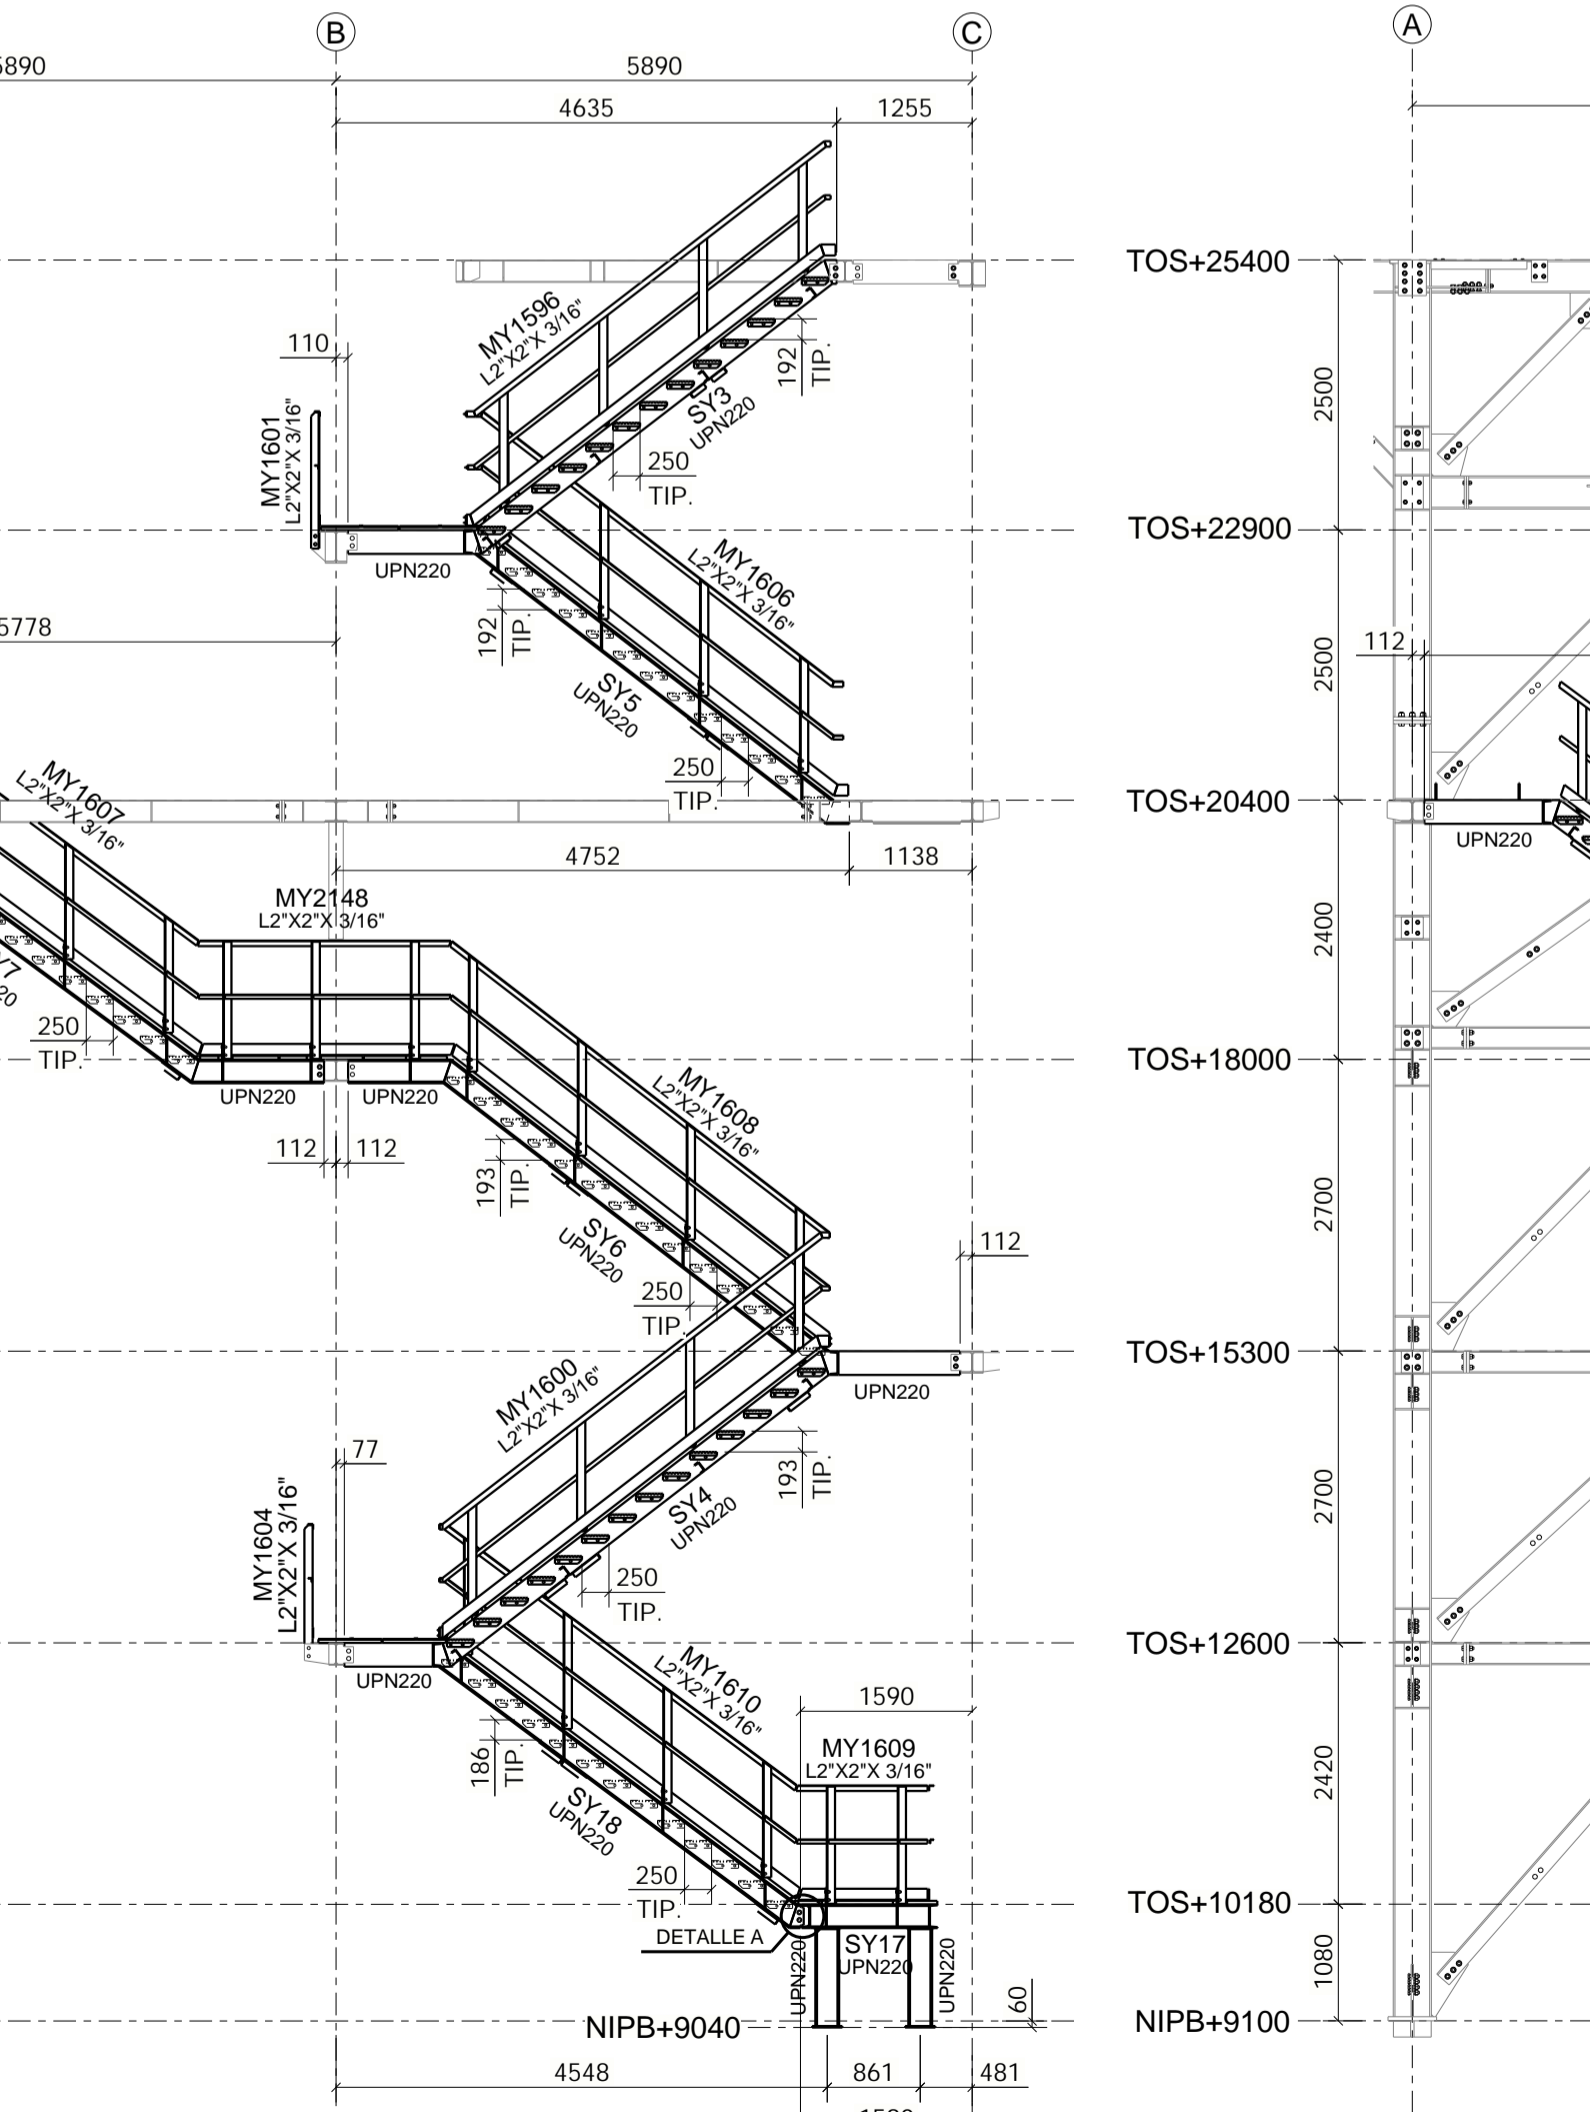 B
C
A
5890
5890
4635
1255
TOS+25400
MY1596
L2"X2"X 3/16"
110
192
TIP.
2500
MY1601
L2"X2"X 3/16"
SY3
UPN220
250
TIP.
TOS+22900
UPN220
MY1606
L2"X2"X 3/16"
192
TIP.
5778
112
2500
SY5
UPN220
250
TIP.
TOS+20400
MY1607
L2"X2"X 3/16"
UPN220
4752
1138
MY2148
L2"X2"X 3/16"
2400
Y7
20
250
TIP.
TOS+18000
UPN220
UPN220
MY1608
L2"X2"X 3/16"
112
112
193
TIP.
2700
SY6
UPN220
112
250
TIP.
TOS+15300
UPN220
MY1600
L2"X2"X 3/16"
77
193
TIP.
2700
MY1604
L2"X2"X 3/16"
SY4
UPN220
250
TIP.
TOS+12600
UPN220
MY1610
L2"X2"X 3/16"
1590
186
TIP.
MY1609
L2"X2"X 3/16"
2420
SY18
UPN220
250
TIP.
TOS+10180
DETALLE A
UPN220
SY17
UPN220
UPN220
1080
60
NIPB+9040
NIPB+9100
4548
861
481